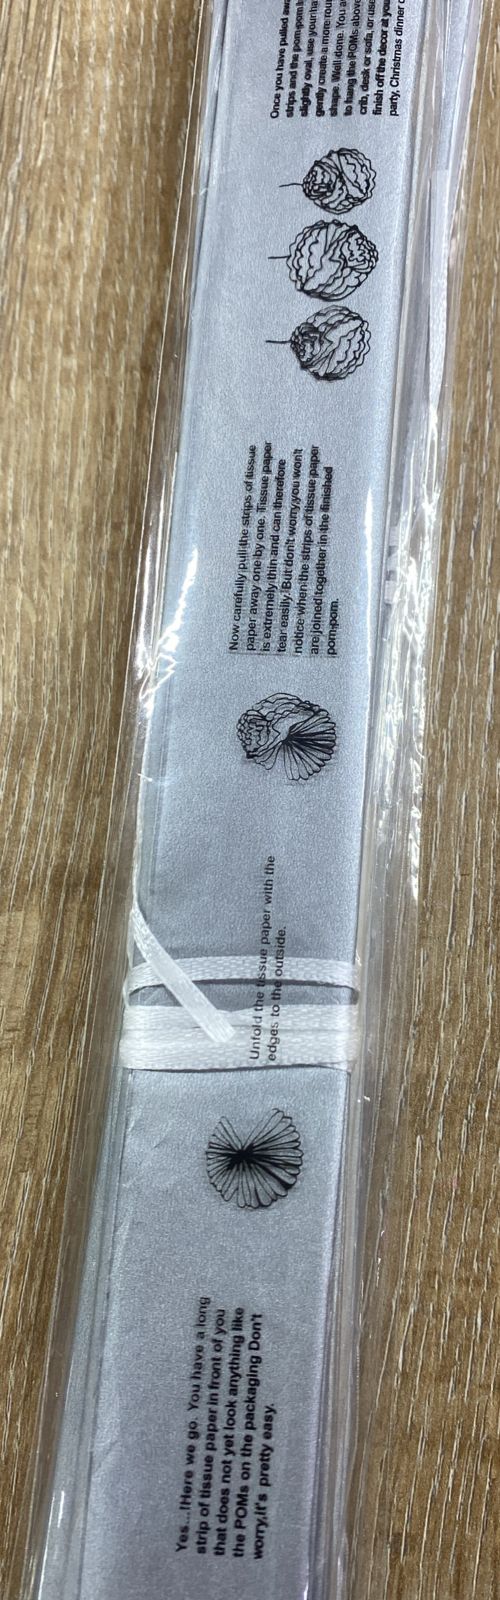 Yes...!Here we go. You have a long
strip of tissue paper in front of you
that does not yet look anything like
the POMs on the packaging Don't
worry,it's pretty easy.
Unfold the tissue paper with the
edges to the outside.
Now carefully pull the strips of tissue
paper away one by one. Tissue paper
is extremely thin and can therefore
tear easily. But don't worry,you won't
notice when the strips of tissue paper
are joined together in the finished
pom-pom.
Once you have pulled
strips and the pom-pom
slightly oval, use your
gently create a more
shape. Well done. You
to hang the POMs
crib, desk or sofa, or
finish off the decor at
party, Christmas dinner